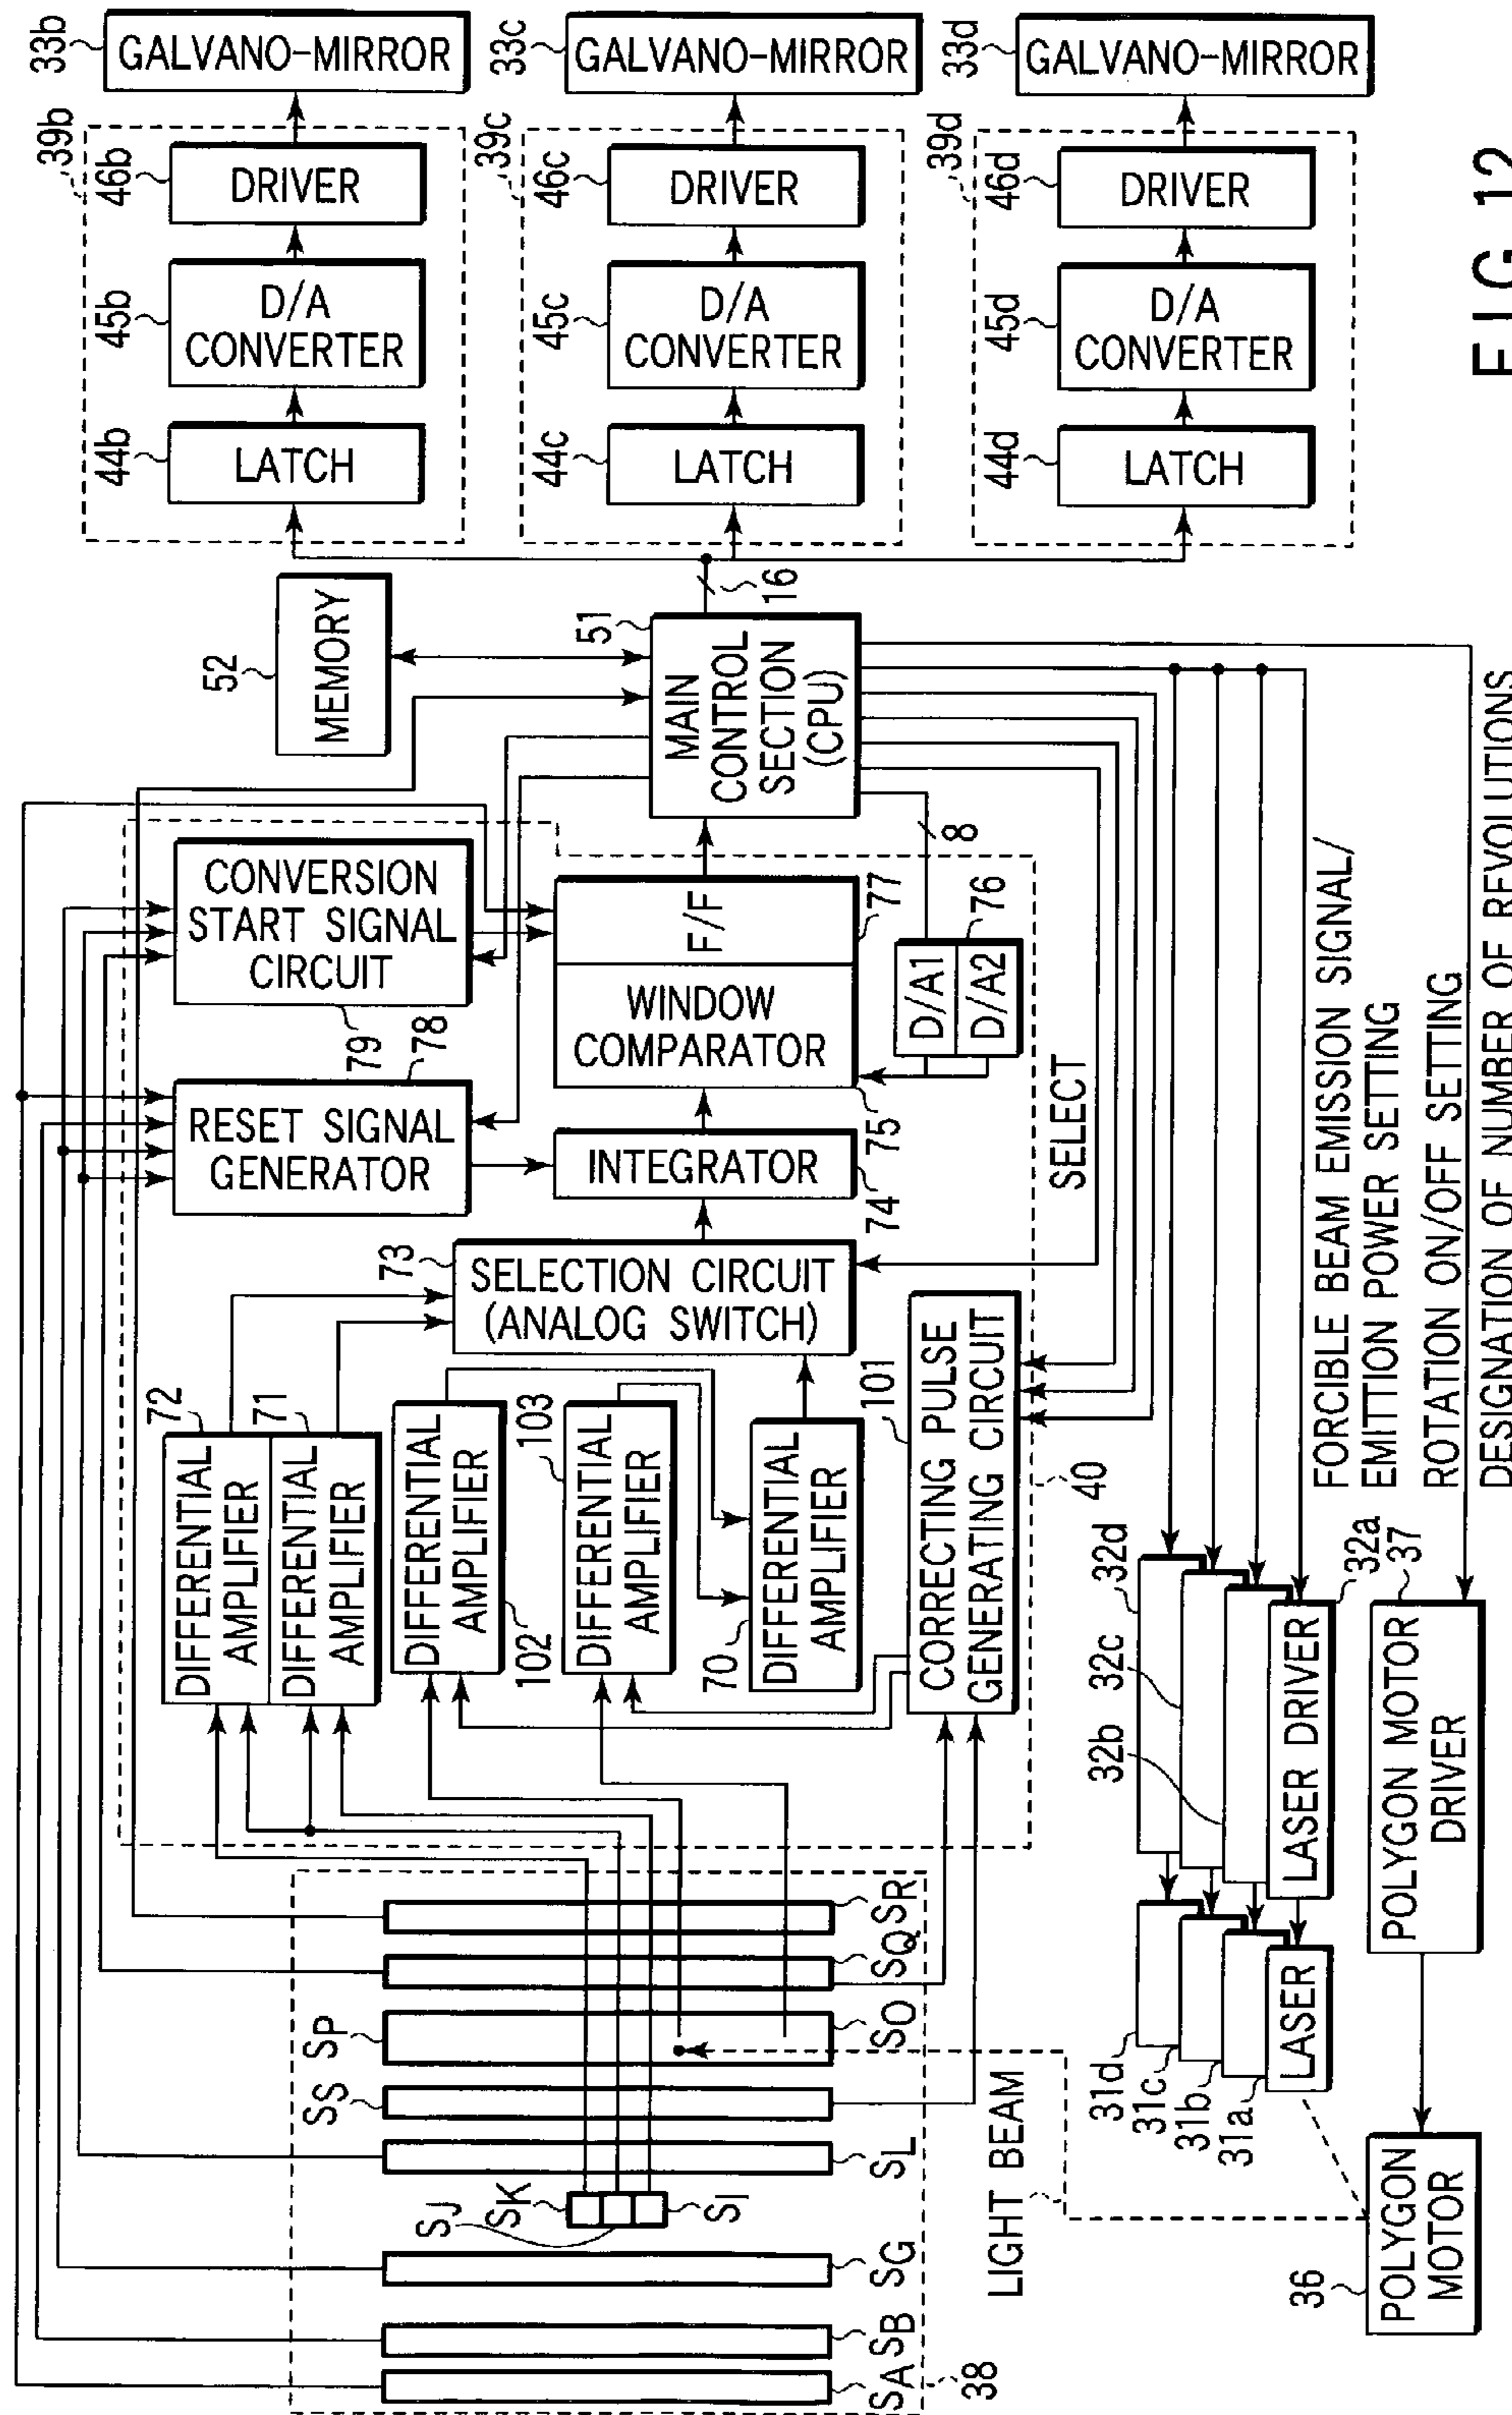 33b
GALVANO-MIRROR
33c
GALVANO-MIRROR
33d
GALVANO-MIRROR
39b
46b
DRIVER
45b
D/A
CONVERTER
44b
LATCH
39c
46c
DRIVER
45c
D/A
CONVERTER
44c
LATCH
39d
46d
DRIVER
45d
D/A
CONVERTER
44d
LATCH
52
MEMORY
51
MAIN
CONTROL
SECTION
(CPU)
16
8
CONVERSION
START SIGNAL
CIRCUIT
79
78
RESET SIGNAL
GENERATOR
F/F
77
WINDOW
COMPARATOR
75
D/A1
D/A2
76
INTEGRATOR
74
SELECT
73
SELECTION CIRCUIT
(ANALOG SWITCH)
72
DIFFERENTIAL
AMPLIFIER
71
DIFFERENTIAL
AMPLIFIER
DIFFERENTIAL
AMPLIFIER
102
103
DIFFERENTIAL
AMPLIFIER
70
DIFFERENTIAL
AMPLIFIER
101
CORRECTING PULSE
GENERATING CIRCUIT
40
SR
SQ
SP
SO
SS
SL
SK
SJ
SI
SG
SB
SA
38
LIGHT BEAM
FORCIBLE BEAM EMISSION SIGNAL/
EMITTION POWER SETTING
ROTATION ON/OFF SETTING
DESIGNATION OF NUMBER OF REVOLUTIONS
32d
32c
32b
32a
LASER DRIVER
31d
31c
31b
31a
LASER
37
POLYGON MOTOR
DRIVER
36
POLYGON
MOTOR
FIG. 12